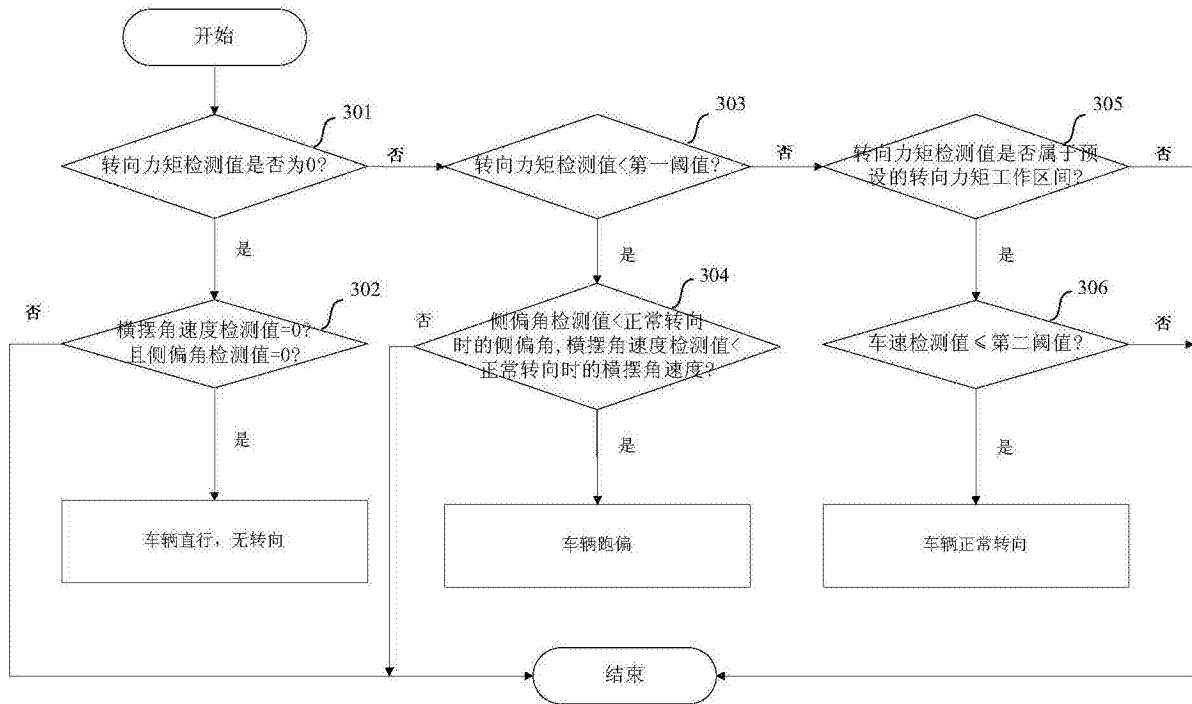 开始
301
转向力矩检测值是否为0?
否
303
转向力矩检测值<第一阈值?
否
305
转向力矩检测值是否属于预
设的转向力矩工作区间?
否
是
是
是
否
302
横摆角速度检测值=0?
且侧偏角检测值=0?
否
304
侧偏角检测值<正常转向
时的侧偏角,横摆角速度检测值<
正常转向时的横摆角速度?
306
车速检测值≤第二阈值?
否
是
是
是
车辆直行，无转向
车辆跑偏
车辆正常转向
结束